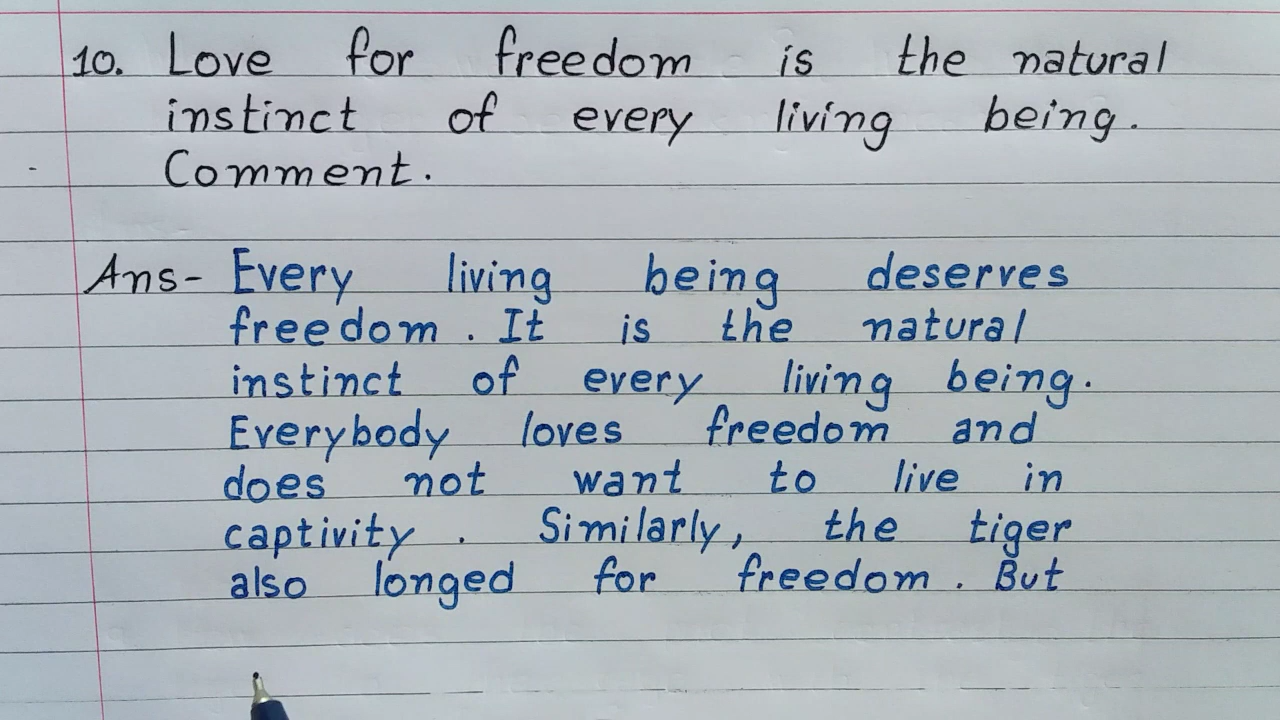 10. Love for freedom is the natural
instinct of every living being.
Comment.
Ans- Every living being deserves
freedom. It is the natural
instinct of every living being.
Everybody loves freedom and
does not want to live in
captivity. Similarly, the tiger
also longed for freedom. But